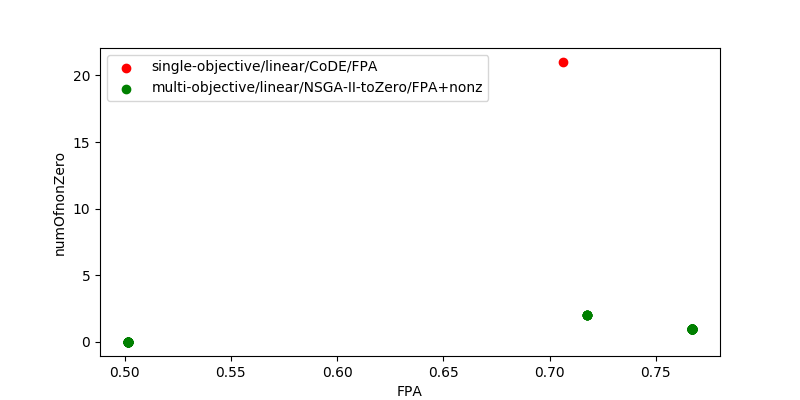 single-objective/linear/CoDE/FPA
multi-objective/linear/NSGA-II-toZero/FPA+nonz
20
15
10
5
0
numOfnonZero
0.50 0.55 0.60 0.65 0.70 0.75
FPA